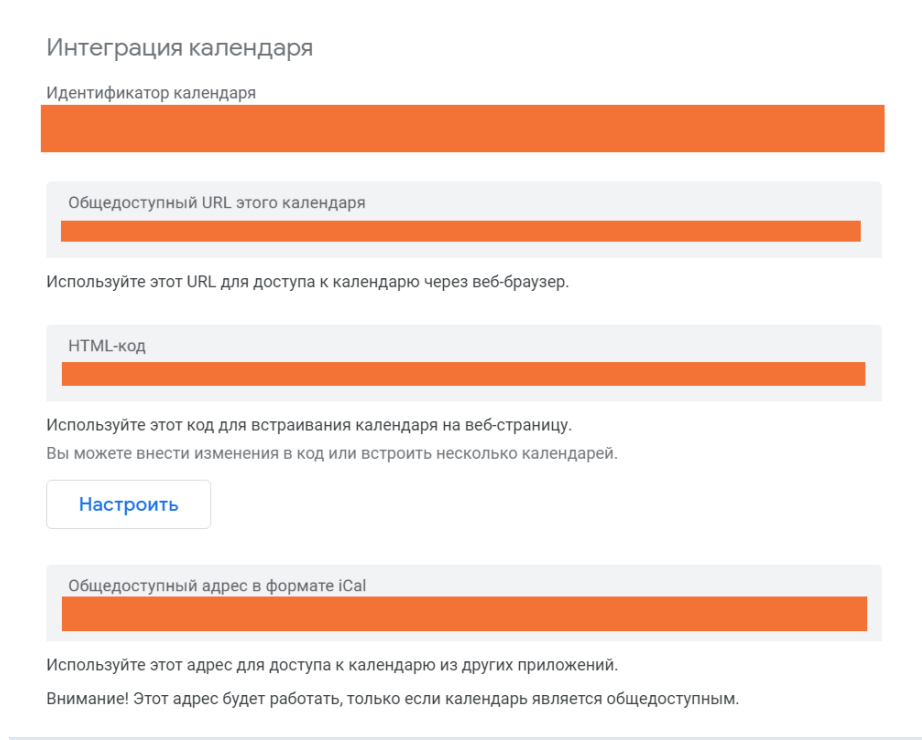 Интеграция календаря
Идентификатор календаря
Общедоступный URL этого календаря
Используйте этот URL для доступа к календарю через веб-браузер.
HTML-код
Используйте этот код для встраивания календаря на веб-страницу.
Вы можете внести изменения в код или встроить несколько календарей.
Настроить
Общедоступный адрес в формате iCal
Используйте этот адрес для доступа к календарю из других приложений.
Внимание! Этот адрес будет работать, только если календарь является общедоступным.